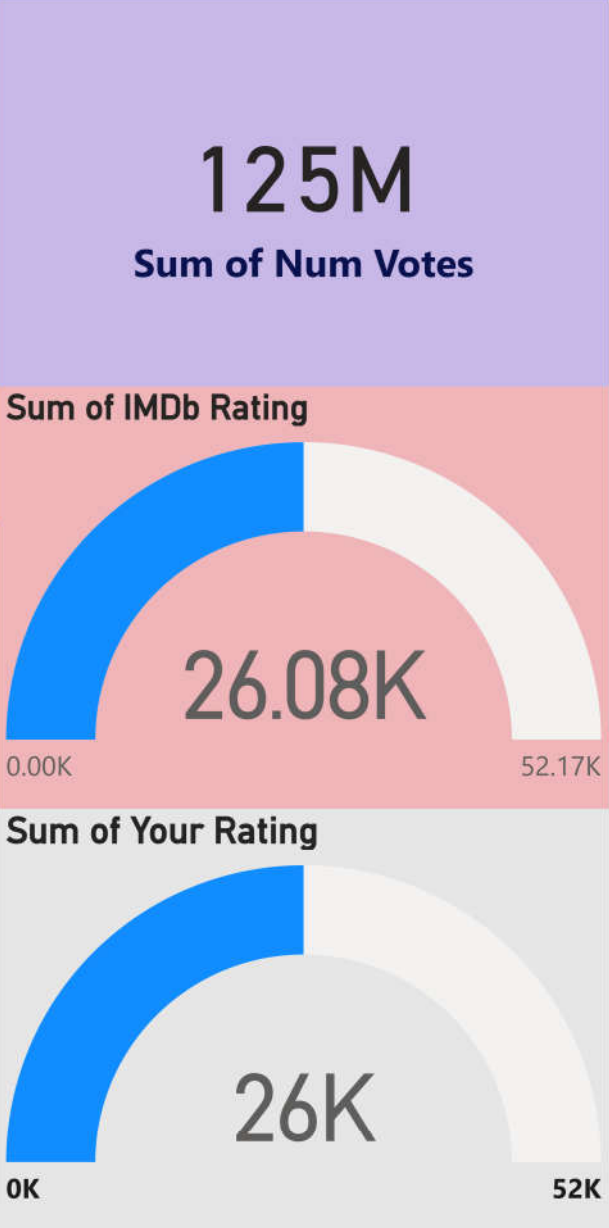 125M
Sum of Num Votes
Sum of IMDb Rating
26.08K
0.00K 52.17K
Sum of Your Rating
26K
0K 52K